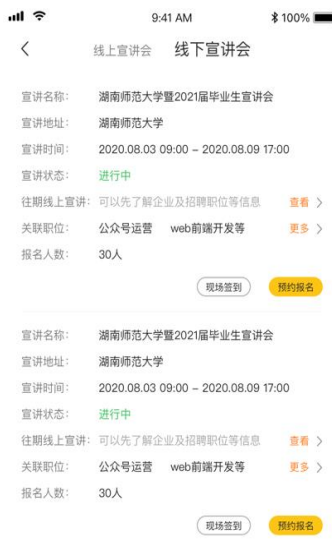 9:41 AM
100%
线上宣讲会 线下宣讲会
宣讲名称: 湖南师范大学暨2021届毕业生宣讲会
宣讲地址: 湖南师范大学
宣讲时间: 2020.08.03 09:00 – 2020.08.09 17:00
宣讲状态: 进行中
往期线上宣讲: 可以先了解企业及招聘职位等信息 查看
关联职位: 公众号运营 web前端开发等 更多
报名人数: 30人
现场签到 预约报名
宣讲名称: 湖南师范大学暨2021届毕业生宣讲会
宣讲地址: 湖南师范大学
宣讲时间: 2020.08.03 09:00 – 2020.08.09 17:00
宣讲状态: 进行中
往期线上宣讲: 可以先了解企业及招聘职位等信息 查看
关联职位: 公众号运营 web前端开发等 更多
报名人数: 30人
现场签到 预约报名